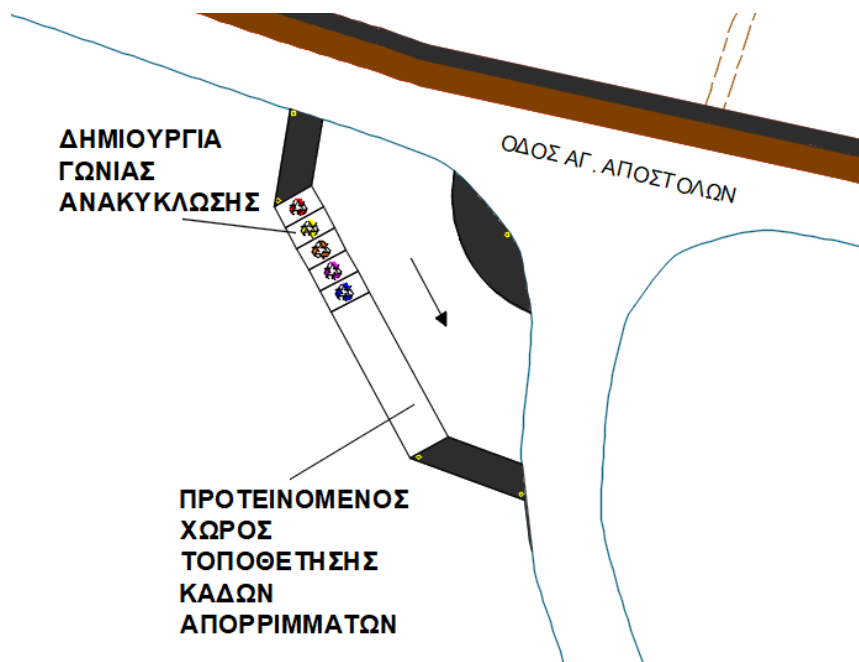 ΔΗΜΙΟΥΡΓΙΑ
ΓΩΝΙΑΣ
ΑΝΑΚΥΚΛΩΣΗΣ
ΟΔΟΣ ΑΓ. ΑΠΟΣΤΟΛΩΝ
ΠΡΟΤΕΙΝΟΜΕΝΟΣ
ΧΩΡΟΣ
ΤΟΠΟΘΕΤΗΣΗΣ
ΚΑΔΩΝ
ΑΠΟΡΡΙΜΜΑΤΩΝ